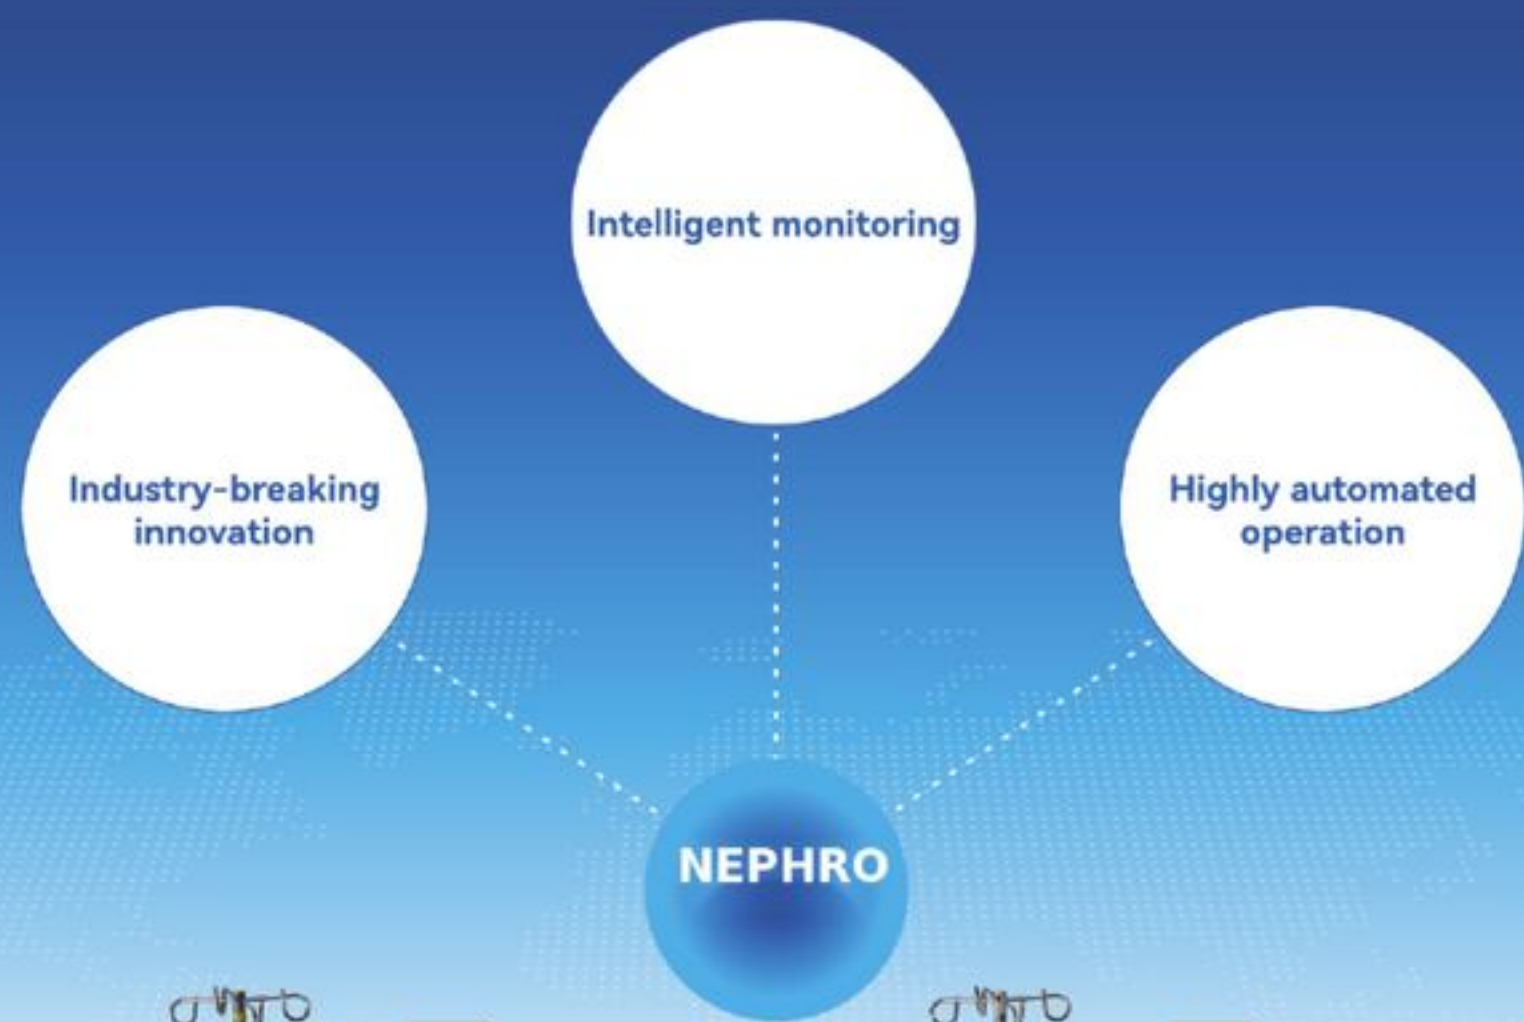 Intelligent monitoring
Industry-breaking
innovation
Highly automated
operation
NEPHRO